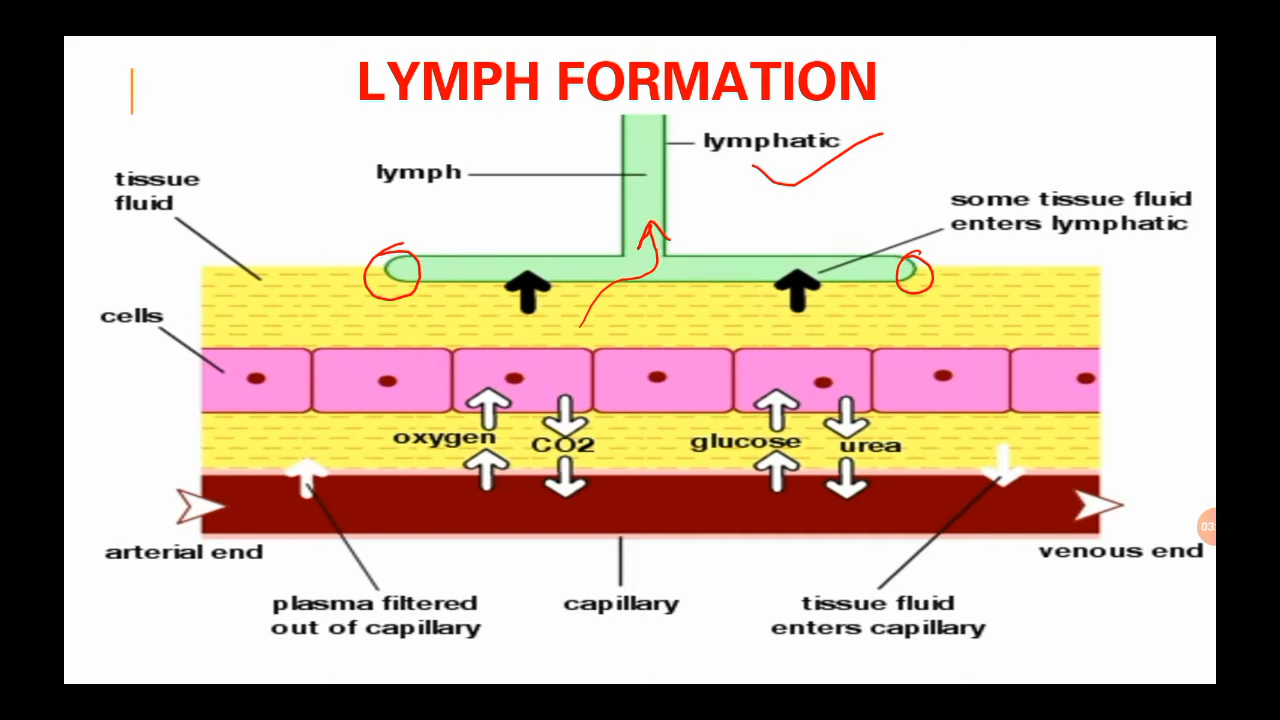 LYMPH FORMATION
lymphatic
lymph
tissue
fluid
some tissue fluid
enters lymphatic
cells
oxygen
CO2
glucose
urea
arterial end
venous end
plasma filtered
out of capillary
capillary
tissue fluid
enters capillary